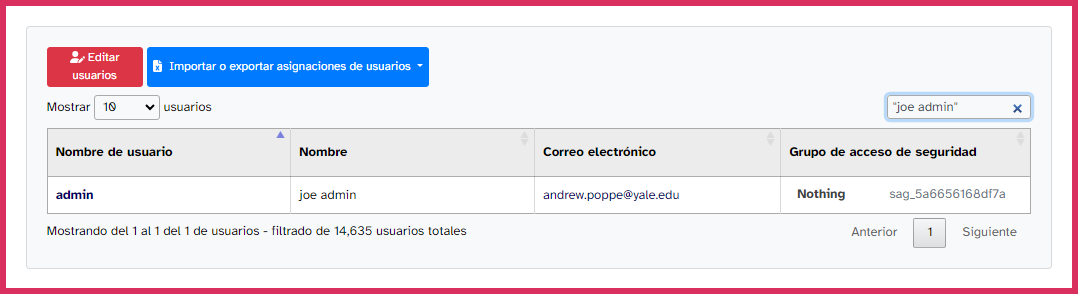 Editar usuarios
Importar o exportar asignaciones de usuarios
Mostrar 10 usuarios
"joe admin"
Nombre de usuario Nombre Correo electrónico Grupo de acceso de seguridad
admin joe admin andrew.poppe@yale.edu Nothing sag_5a6656168df7a
Mostrando del 1 al 1 del 1 de usuarios - filtrado de 14,635 usuarios totales
Anterior 1 Siguiente